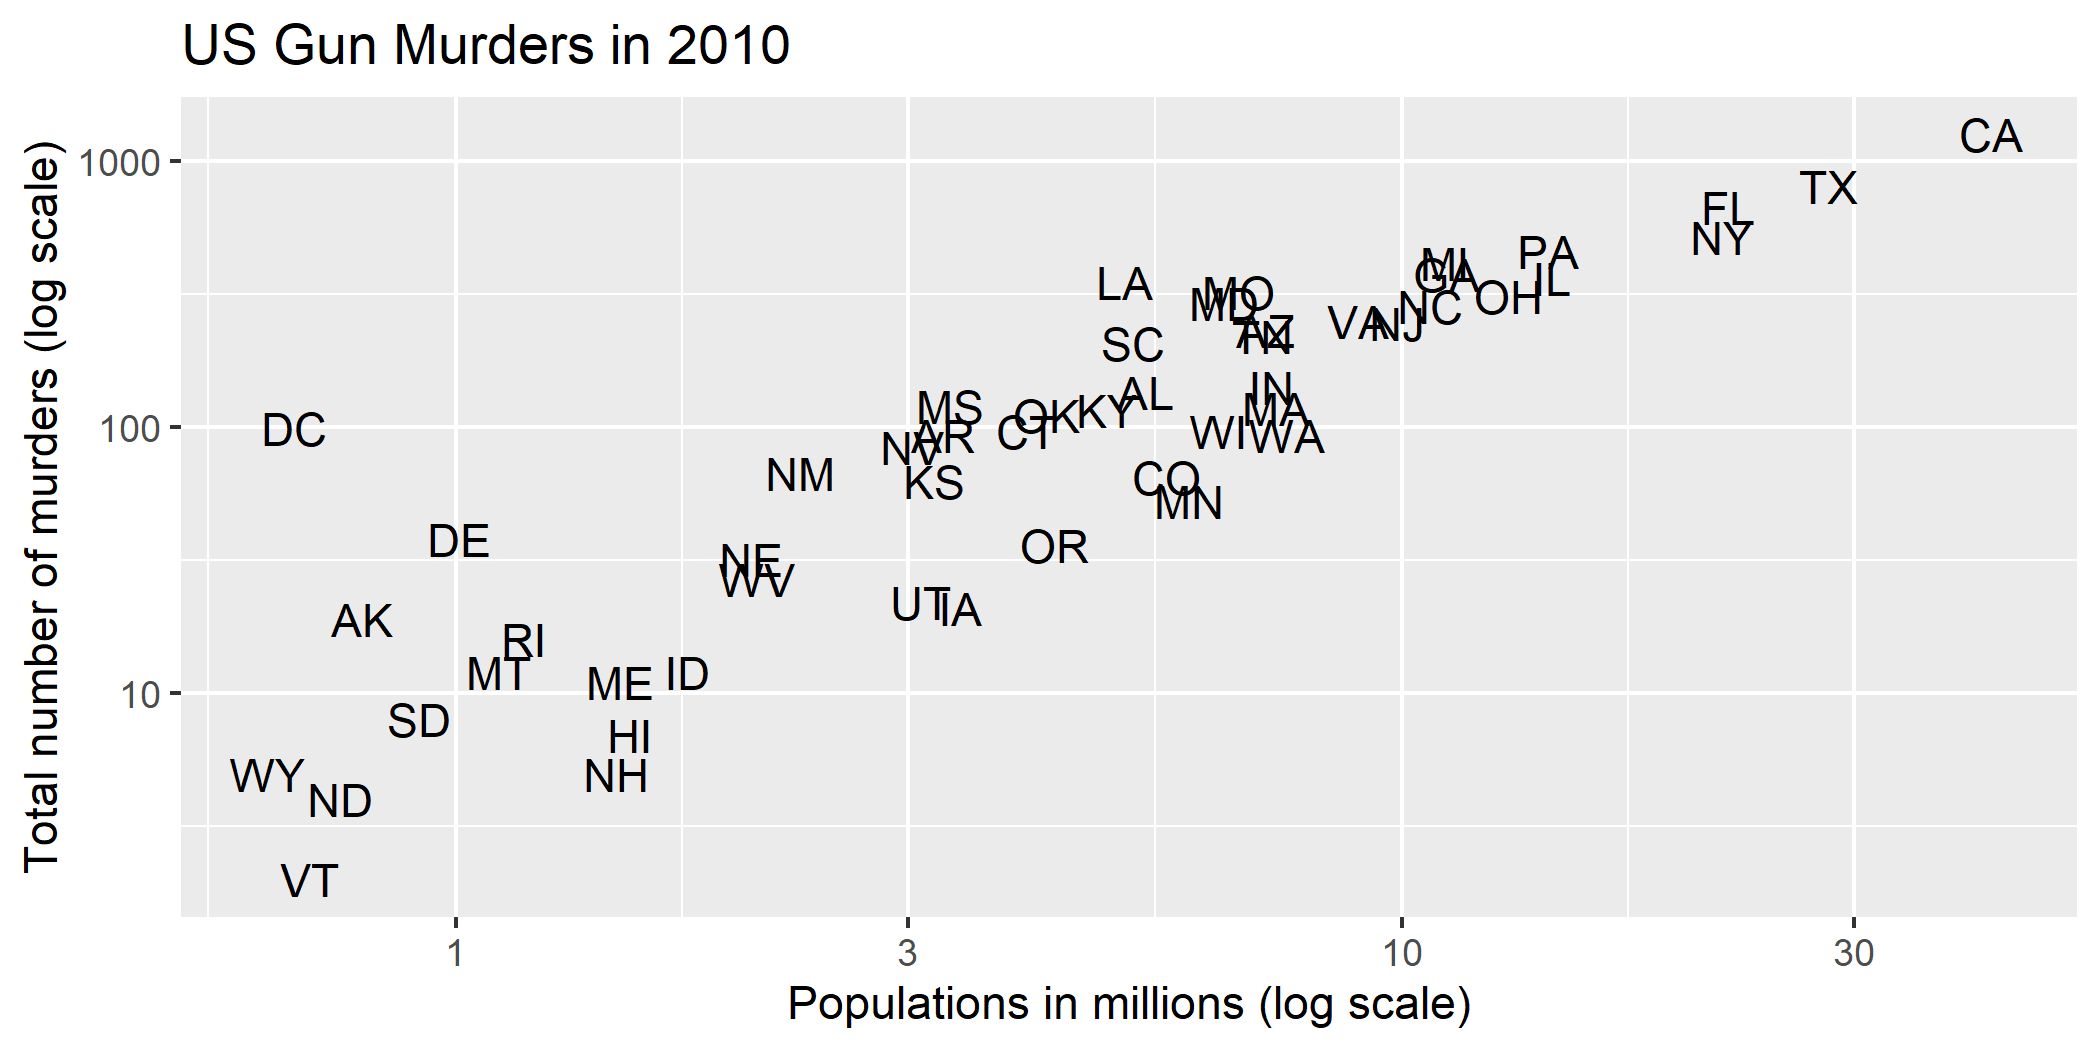 US Gun Murders in 2010
Total number of murders (log scale)
1000
100
10
CA
TX
FL
NY
PA
MI
GA
IL
LA
MO
OH
MD
NC
AZ
VA
NJ
TN
SC
IN
AL
MS
MA
OK
KY
DC
AR
CT
WI
WA
NV
NM
KS
CO
MN
DE
OR
NE
WV
UT
IA
AK
RI
MT
ME
ID
SD
HI
WY
NH
ND
VT
1
3
10
30
Populations in millions (log scale)